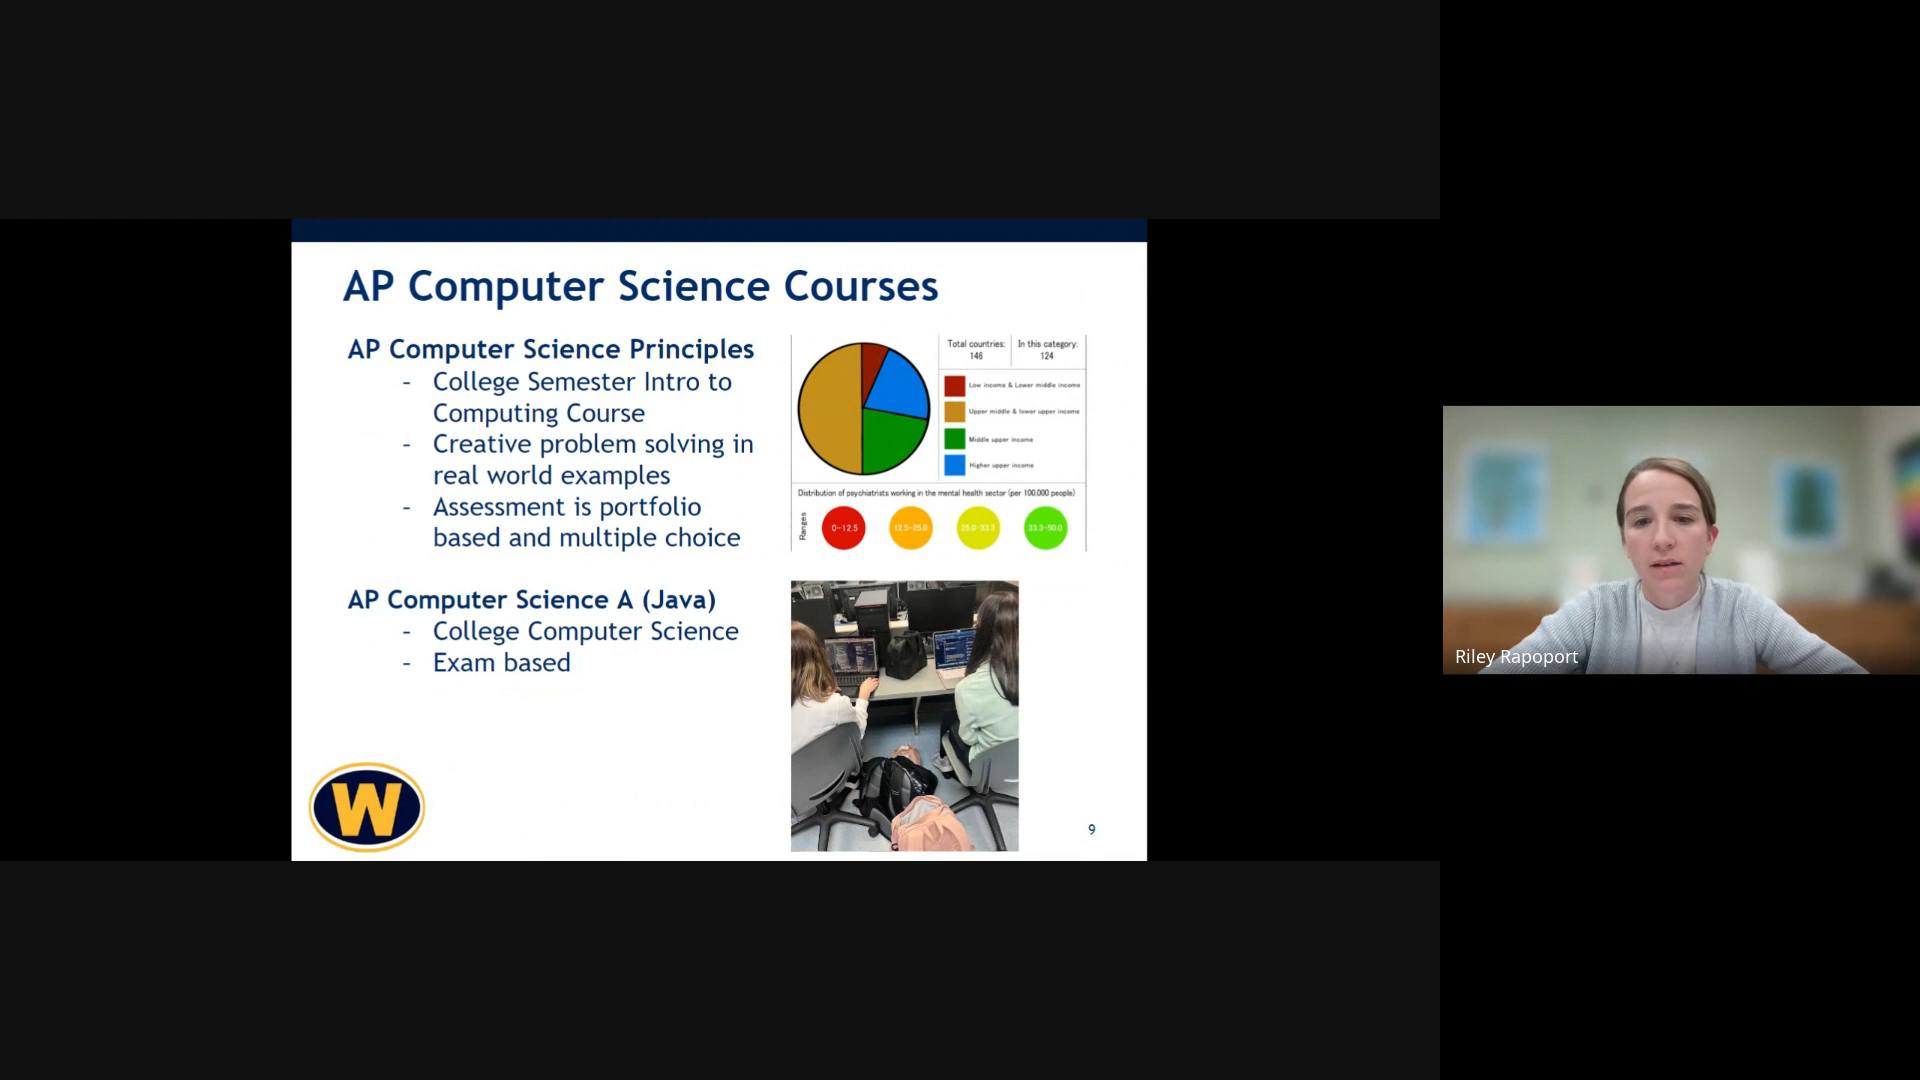 AP Computer Science Courses
AP Computer Science Principles
- College Semester Intro to
Computing Course
- Creative problem solving in
real world examples
- Assessment is portfolio
based and multiple choice
AP Computer Science A (Java)
- College Computer Science
- Exam based
Total countries:
146
In this category:
124
Low income & Lower middle income
Upper middle & lower upper income
Middle upper income
Higher upper income
Distribution of psychiatrists working in the mental health sector (per 100.000 people)
Ranges
0-12.5
12.5-25.0
25.0-33.3
33.3-50.0
W
9
Riley Rapoport